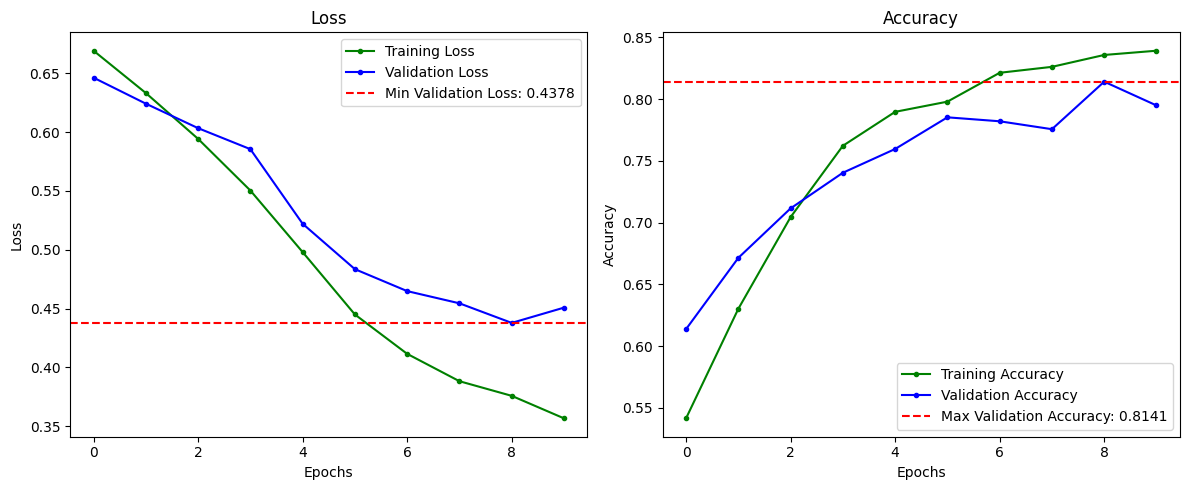 Loss
0.65
0.60
0.55
0.50
0.45
0.40
0.35
Loss
0 2 4 6 8
Epochs
Training Loss
Validation Loss
Min Validation Loss: 0.4378
Accuracy
0.85
0.80
0.75
0.70
0.65
0.60
0.55
Accuracy
0 2 4 6 8
Epochs
Training Accuracy
Validation Accuracy
Max Validation Accuracy: 0.8141